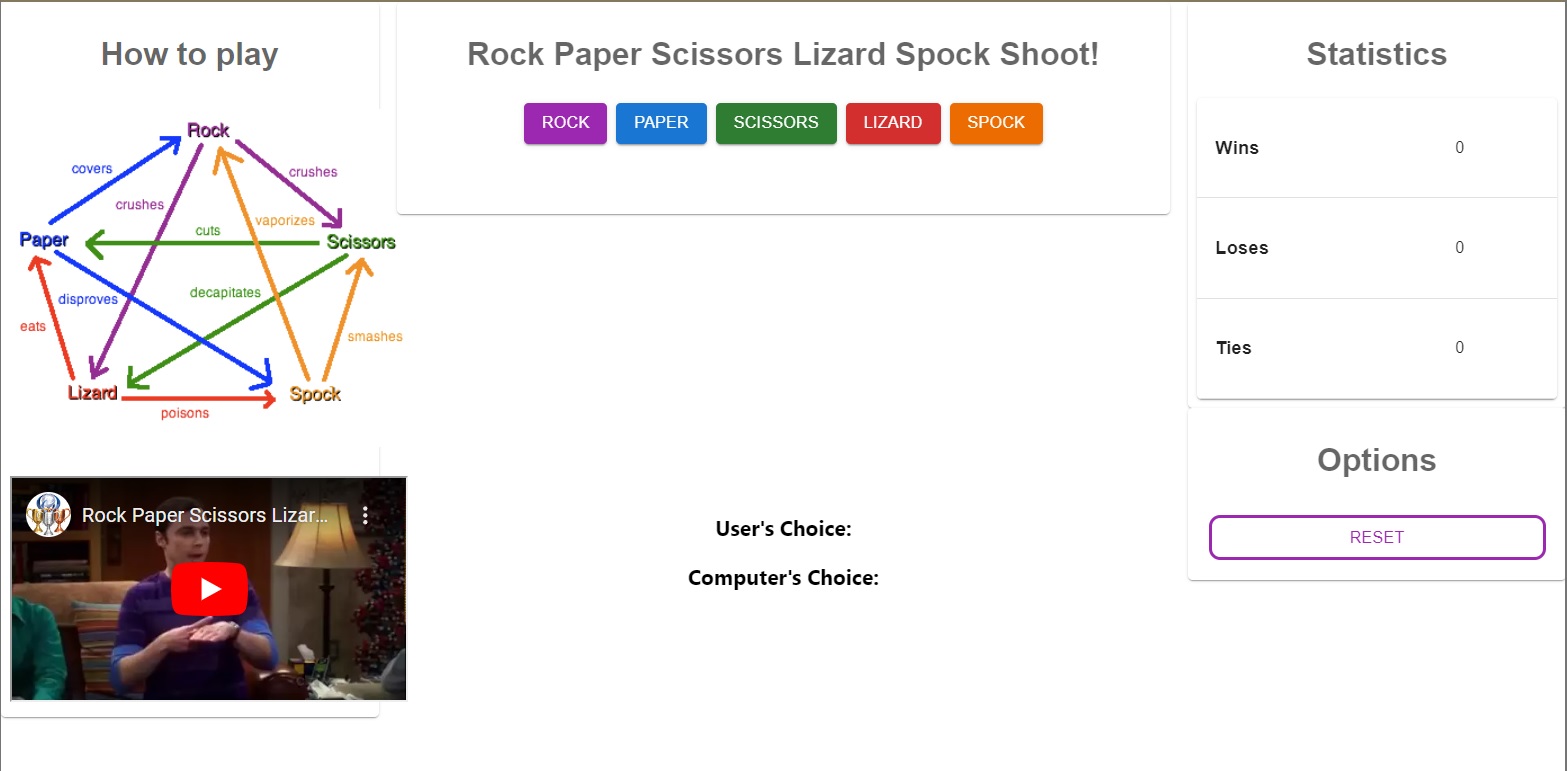 How to play
Rock
covers
crushes
crushes
vaporizes
cuts
Paper
Scissors
disproves
decapitates
eats
smashes
Lizard
Spock
poisons
Rock Paper Scissors Lizar...
Rock Paper Scissors Lizard Spock Shoot!
ROCK PAPER SCISSORS LIZARD SPOCK
User's Choice:
Computer's Choice:
Statistics
Wins 0
Loses 0
Ties 0
Options
RESET